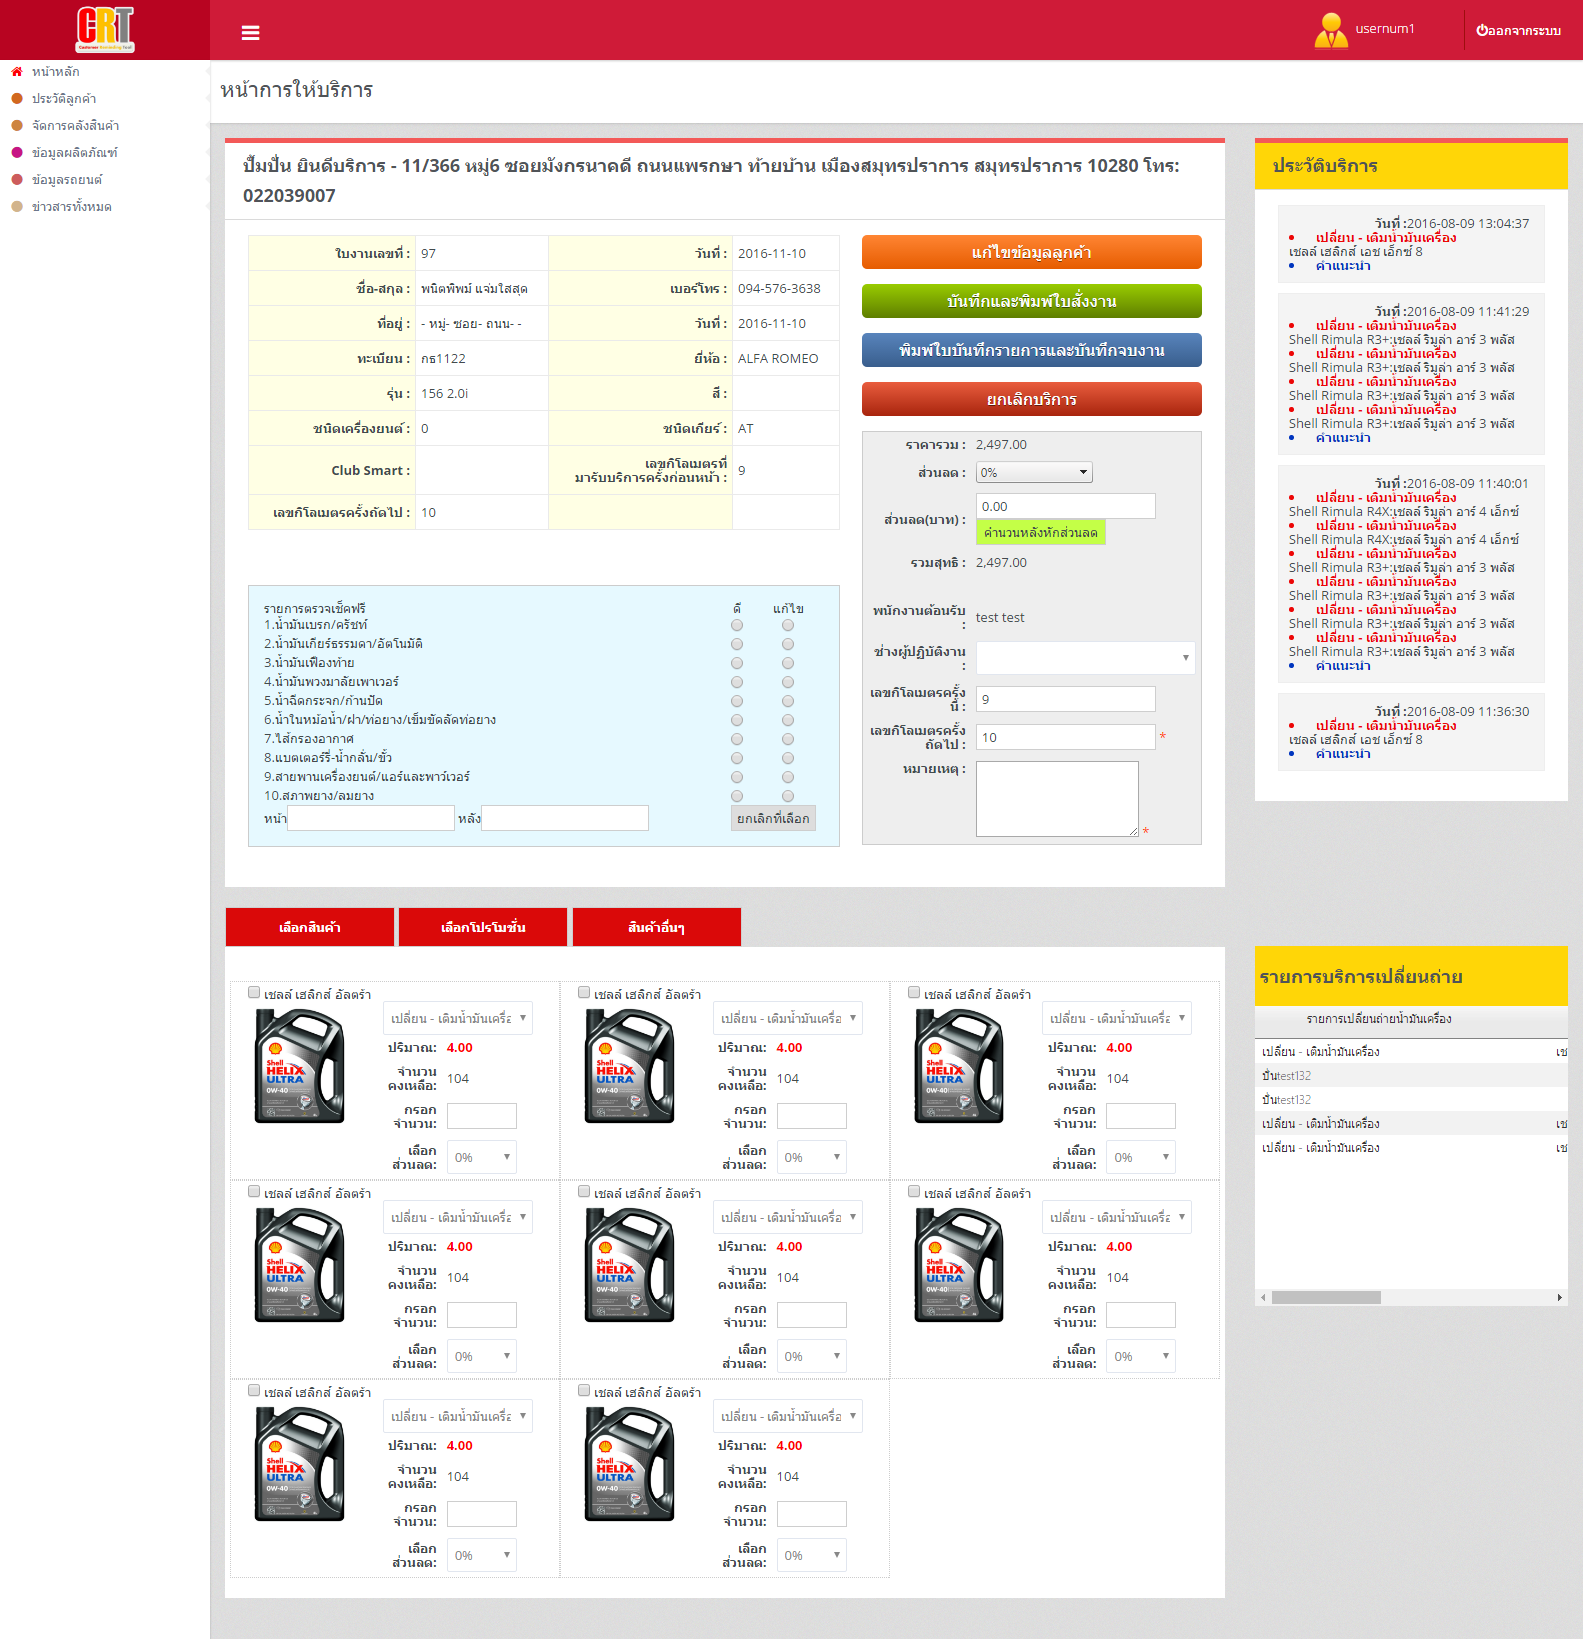 CRT
Customer Retaining Tool
usernum1
ออกจากระบบ
หน้าหลัก
ประวัติลูกค้า
จัดการคลังสินค้า
ข้อมูลผลิตภัณฑ์
ข้อมูลรถยนต์
ข่าวสารทั้งหมด
หน้าการให้บริการ
ปั๊มปั่น ยินดีบริการ - 11/366 หมู่6 ซอยมังกรนาคดี ถนนแพรกษา ท้ายบ้าน เมืองสมุทรปราการ สมุทรปราการ 10280 โทร:
022039007
ใบงานเลขที่ : 97 วันที่ : 2016-11-10
ชื่อ-สกุล : พนิตพิพม์ แจ่มใสสุด เบอร์โทร : 094-576-3638
ที่อยู่ : - หมู่- ซอย- ถนน- - วันที่ : 2016-11-10
ทะเบียน : กธ1122 ยี่ห้อ : ALFA ROMEO
รุ่น : 156 2.0i สี :
ชนิดเครื่องยนต์ : 0 ชนิดเกียร์ : AT
Club Smart : เลขกิโลเมตรที่
มารับบริการครั้งก่อนหน้า : 9
เลขกิโลเมตรครั้งถัดไป : 10
แก้ไขข้อมูลลูกค้า
บันทึกและพิมพ์ใบสั่งงาน
พิมพ์ใบบันทึกรายการและบันทึกจบงาน
ยกเลิกบริการ
ราคารวม : 2,497.00
ส่วนลด : 0%
ส่วนลด(บาท) : 0.00
คำนวนหลังหักส่วนลด
รวมสุทธิ : 2,497.00
พนักงานต้อนรับ
: test test
ช่างผู้ปฏิบัติงาน
:
เลขกิโลเมตรครั้ง
นี้ : 9
เลขกิโลเมตรครั้ง
ถัดไป : 10 *
หมายเหตุ : *
รายการตรวจเช็คฟรี ดี แก้ไข
1.น้ำมันเบรก/ครัชท์
2.น้ำมันเกียร์ธรรมดา/อัตโนมัติ
3.น้ำมันเฟืองท้าย
4.น้ำมันพวงมาลัยเพาเวอร์
5.น้ำฉีดกระจก/ก้านปัด
6.น้ำในหม้อน้ำ/ฝา/ท่อยาง/เข็มขัดลัดท่อยาง
7.ไส้กรองอากาศ
8.แบตเตอร์รี่-น้ำกลั่น/ขั้ว
9.สายพานเครื่องยนต์/แอร์และพาว์เวอร์
10.สภาพยาง/ลมยาง
หน้า หลัง ยกเลิกที่เลือก
ประวัติบริการ
วันที่ :2016-08-09 13:04:37
เปลี่ยน - เติมน้ำมันเครื่อง
เชลล์ เฮลิกส์ เอช เอ็กซ์ 8
คำแนะนำ
วันที่ :2016-08-09 11:41:29
เปลี่ยน - เติมน้ำมันเครื่อง
Shell Rimula R3+:เชลล์ ริมูล่า อาร์ 3 พลัส
เปลี่ยน - เติมน้ำมันเครื่อง
Shell Rimula R3+:เชลล์ ริมูล่า อาร์ 3 พลัส
เปลี่ยน - เติมน้ำมันเครื่อง
Shell Rimula R3+:เชลล์ ริมูล่า อาร์ 3 พลัส
เปลี่ยน - เติมน้ำมันเครื่อง
Shell Rimula R3+:เชลล์ ริมูล่า อาร์ 3 พลัส
คำแนะนำ
วันที่ :2016-08-09 11:40:01
เปลี่ยน - เติมน้ำมันเครื่อง
Shell Rimula R4X:เชลล์ ริมูล่า อาร์ 4 เอ็กซ์
เปลี่ยน - เติมน้ำมันเครื่อง
Shell Rimula R4X:เชลล์ ริมูล่า อาร์ 4 เอ็กซ์
เปลี่ยน - เติมน้ำมันเครื่อง
Shell Rimula R3+:เชลล์ ริมูล่า อาร์ 3 พลัส
เปลี่ยน - เติมน้ำมันเครื่อง
Shell Rimula R3+:เชลล์ ริมูล่า อาร์ 3 พลัส
เปลี่ยน - เติมน้ำมันเครื่อง
Shell Rimula R3+:เชลล์ ริมูล่า อาร์ 3 พลัส
เปลี่ยน - เติมน้ำมันเครื่อง
Shell Rimula R3+:เชลล์ ริมูล่า อาร์ 3 พลัส
คำแนะนำ
วันที่ :2016-08-09 11:36:30
เปลี่ยน - เติมน้ำมันเครื่อง
เชลล์ เฮลิกส์ เอช เอ็กซ์ 8
คำแนะนำ
เลือกสินค้า เลือกโปรโมชั่น สินค้าอื่นๆ
เชลล์ เฮลิกส์ อัลตร้า เชลล์ เฮลิกส์ อัลตร้า เชลล์ เฮลิกส์ อัลตร้า
เปลี่ยน - เติมน้ำมันเครื่อ เปลี่ยน - เติมน้ำมันเครื่อ เปลี่ยน - เติมน้ำมันเครื่อ
ปริมาณ: 4.00 ปริมาณ: 4.00 ปริมาณ: 4.00
Shell HELIX ULTRA 0W-40 Shell HELIX ULTRA 0W-40 Shell HELIX ULTRA 0W-40
จำนวน จำนวน จำนวน
คงเหลือ: 104 คงเหลือ: 104 คงเหลือ: 104
กรอก กรอก กรอก
จำนวน: จำนวน: จำนวน:
เลือก เลือก เลือก
ส่วนลด: 0% ส่วนลด: 0% ส่วนลด: 0%
เชลล์ เฮลิกส์ อัลตร้า เชลล์ เฮลิกส์ อัลตร้า เชลล์ เฮลิกส์ อัลตร้า
เปลี่ยน - เติมน้ำมันเครื่อ เปลี่ยน - เติมน้ำมันเครื่อ เปลี่ยน - เติมน้ำมันเครื่อ
ปริมาณ: 4.00 ปริมาณ: 4.00 ปริมาณ: 4.00
Shell HELIX ULTRA 0W-40 Shell HELIX ULTRA 0W-40 Shell HELIX ULTRA 0W-40
จำนวน จำนวน จำนวน
คงเหลือ: 104 คงเหลือ: 104 คงเหลือ: 104
กรอก กรอก กรอก
จำนวน: จำนวน: จำนวน:
เลือก เลือก เลือก
ส่วนลด: 0% ส่วนลด: 0% ส่วนลด: 0%
เชลล์ เฮลิกส์ อัลตร้า เชลล์ เฮลิกส์ อัลตร้า
เปลี่ยน - เติมน้ำมันเครื่อ เปลี่ยน - เติมน้ำมันเครื่อ
ปริมาณ: 4.00 ปริมาณ: 4.00
Shell HELIX ULTRA 0W-40 Shell HELIX ULTRA 0W-40
จำนวน จำนวน
คงเหลือ: 104 คงเหลือ: 104
กรอก กรอก
จำนวน: จำนวน:
เลือก เลือก
ส่วนลด: 0% ส่วนลด: 0%
รายการบริการเปลี่ยนถ่าย
รายการเปลี่ยนถ่ายน้ำมันเครื่อง
เปลี่ยน - เติมน้ำมันเครื่อง เช
ปั่นtest132
ปั่นtest132
เปลี่ยน - เติมน้ำมันเครื่อง เช
เปลี่ยน - เติมน้ำมันเครื่อง เช